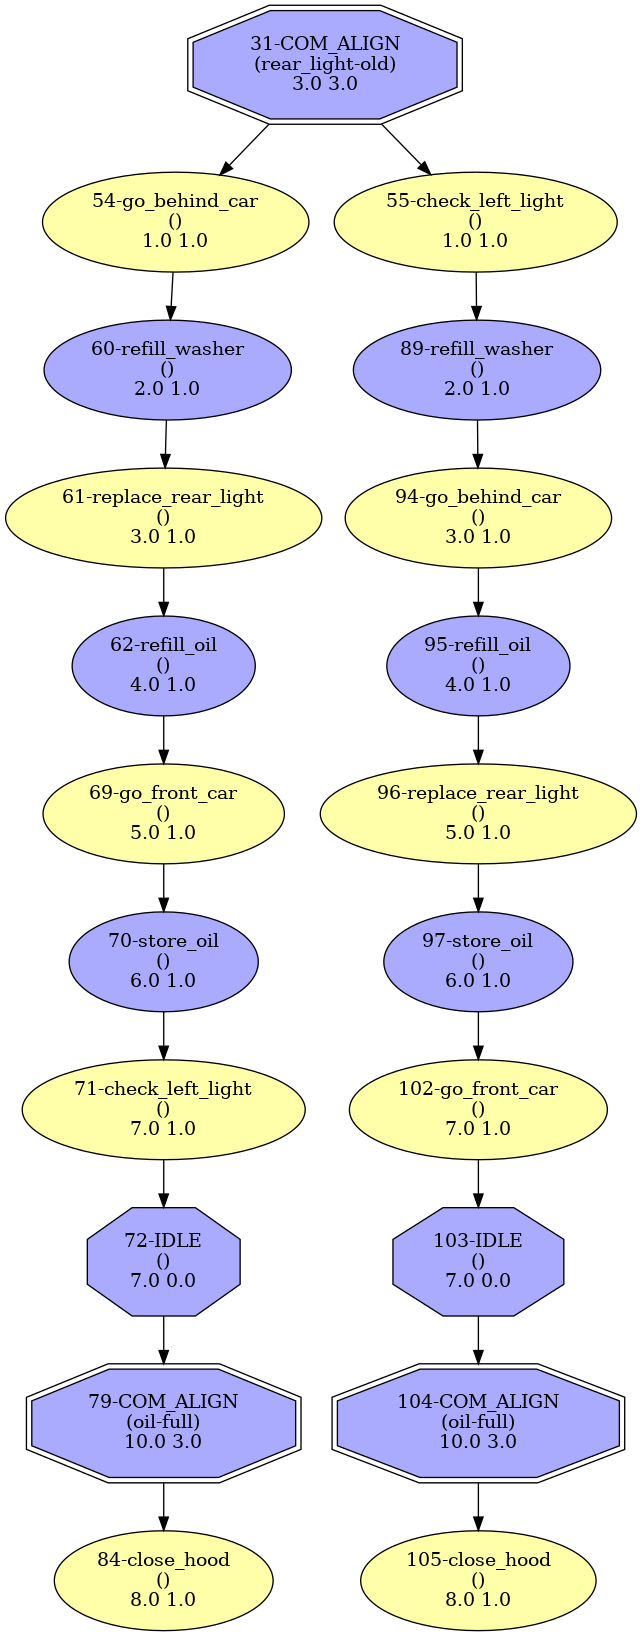 31-COM_ALIGN
(rear_light-old)
3.0 3.0
54-go_behind_car
()
1.0 1.0
55-check_left_light
()
1.0 1.0
60-refill_washer
()
2.0 1.0
89-refill_washer
()
2.0 1.0
61-replace_rear_light
()
3.0 1.0
94-go_behind_car
()
3.0 1.0
62-refill_oil
()
4.0 1.0
95-refill_oil
()
4.0 1.0
69-go_front_car
()
5.0 1.0
96-replace_rear_light
()
5.0 1.0
70-store_oil
()
6.0 1.0
97-store_oil
()
6.0 1.0
71-check_left_light
()
7.0 1.0
102-go_front_car
()
7.0 1.0
72-IDLE
()
7.0 0.0
103-IDLE
()
7.0 0.0
79-COM_ALIGN
(oil-full)
10.0 3.0
104-COM_ALIGN
(oil-full)
10.0 3.0
84-close_hood
()
8.0 1.0
105-close_hood
()
8.0 1.0